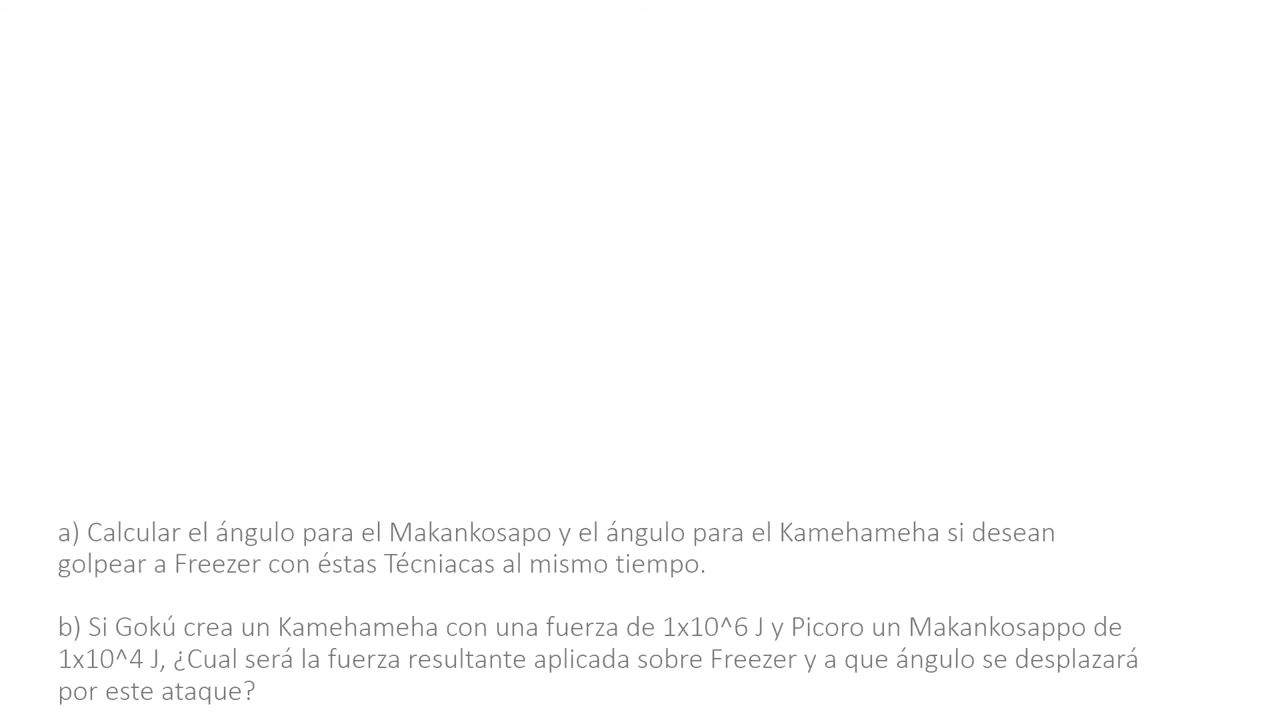 a) Calcular el ángulo para el Makankosapo y el ángulo para el Kamehameha si desean
golpear a Freezer con éstas Técniacas al mismo tiempo.
b) Si Gokú crea un Kamehameha con una fuerza de 1x10^6 J y Picoro un Makankosappo de
1x10^4 J, ¿Cual será la fuerza resultante aplicada sobre Freezer y a que ángulo se desplazará
por este ataque?